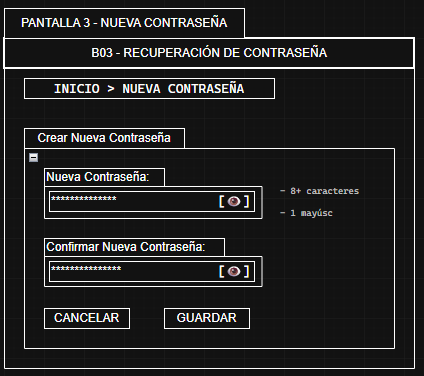 PANTALLA 3 - NUEVA CONTRASEÑA
B03 - RECUPERACIÓN DE CONTRASEÑA
INICIO > NUEVA CONTRASEÑA
Crear Nueva Contraseña
Nueva Contraseña:
************** [👁]
- 8+ caracteres
- 1 mayúsc
Confirmar Nueva Contraseña:
*************** [👁]
CANCELAR
GUARDAR